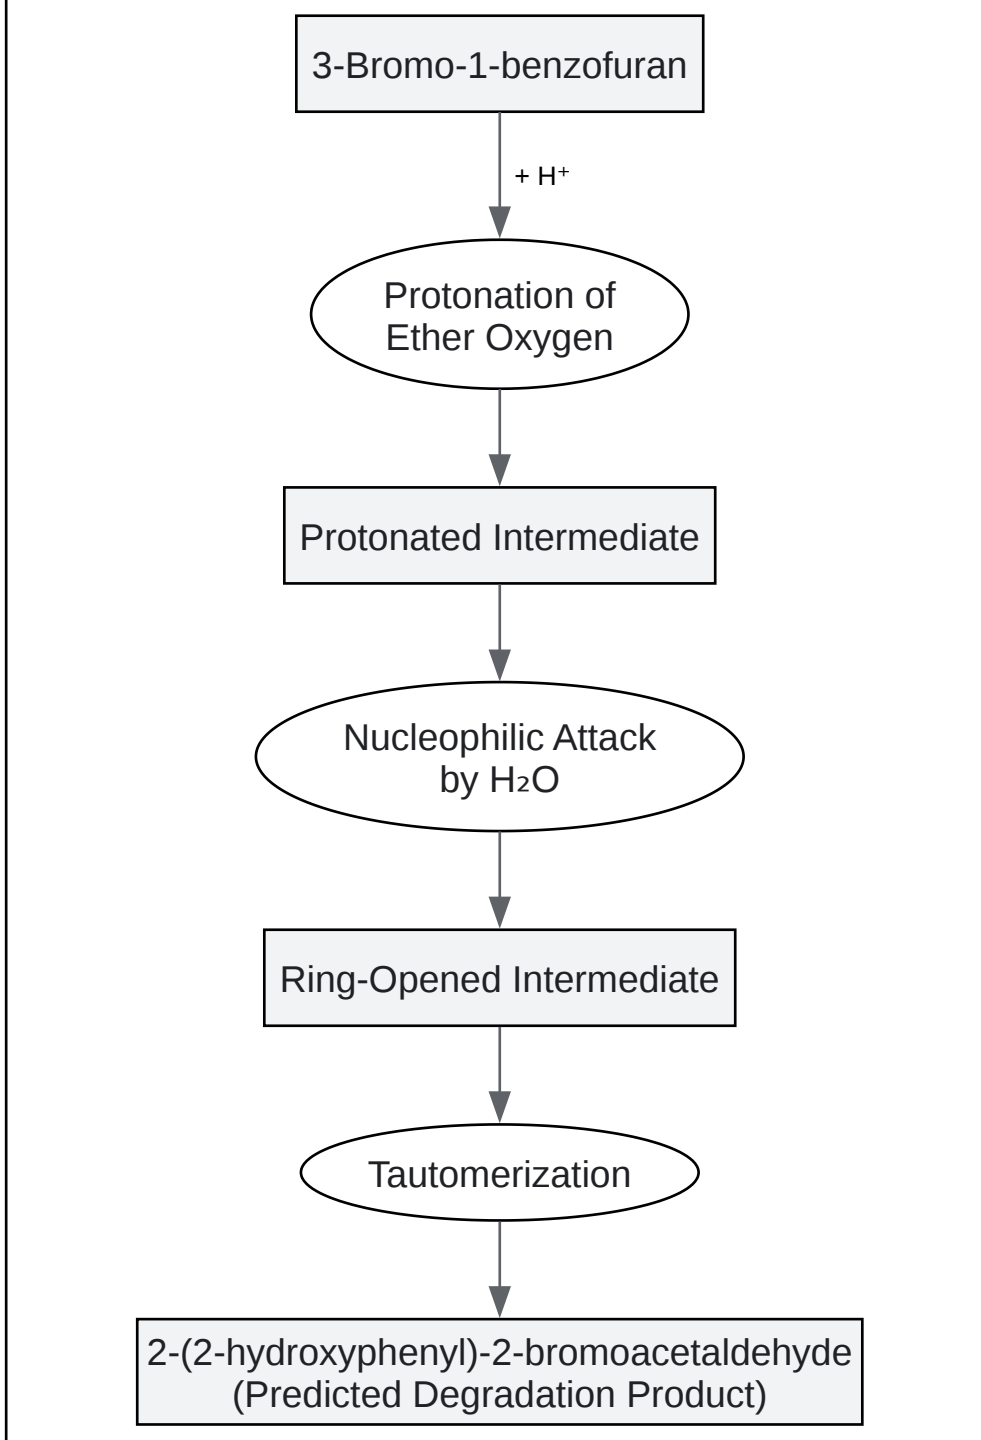 3-Bromo-1-benzofuran
+ H⁺
Protonation of
Ether Oxygen
Protonated Intermediate
Nucleophilic Attack
by H₂O
Ring-Opened Intermediate
Tautomerization
2-(2-hydroxyphenyl)-2-bromoacetaldehyde
(Predicted Degradation Product)